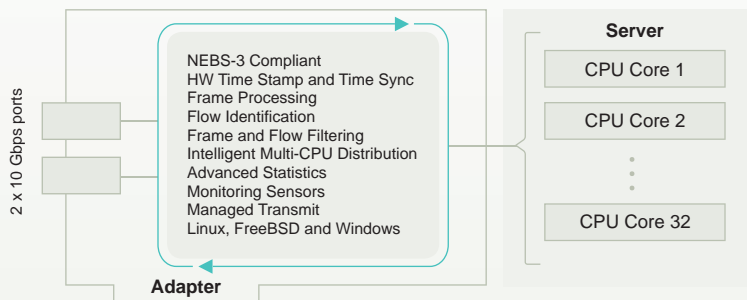 2 x 10 Gbps ports
NEBS-3 Compliant
HW Time Stamp and Time Sync
Frame Processing
Flow Identification
Frame and Flow Filtering
Intelligent Multi-CPU Distribution
Advanced Statistics
Monitoring Sensors
Managed Transmit
Linux, FreeBSD and Windows
Adapter
Server
CPU Core 1
CPU Core 2
CPU Core 32